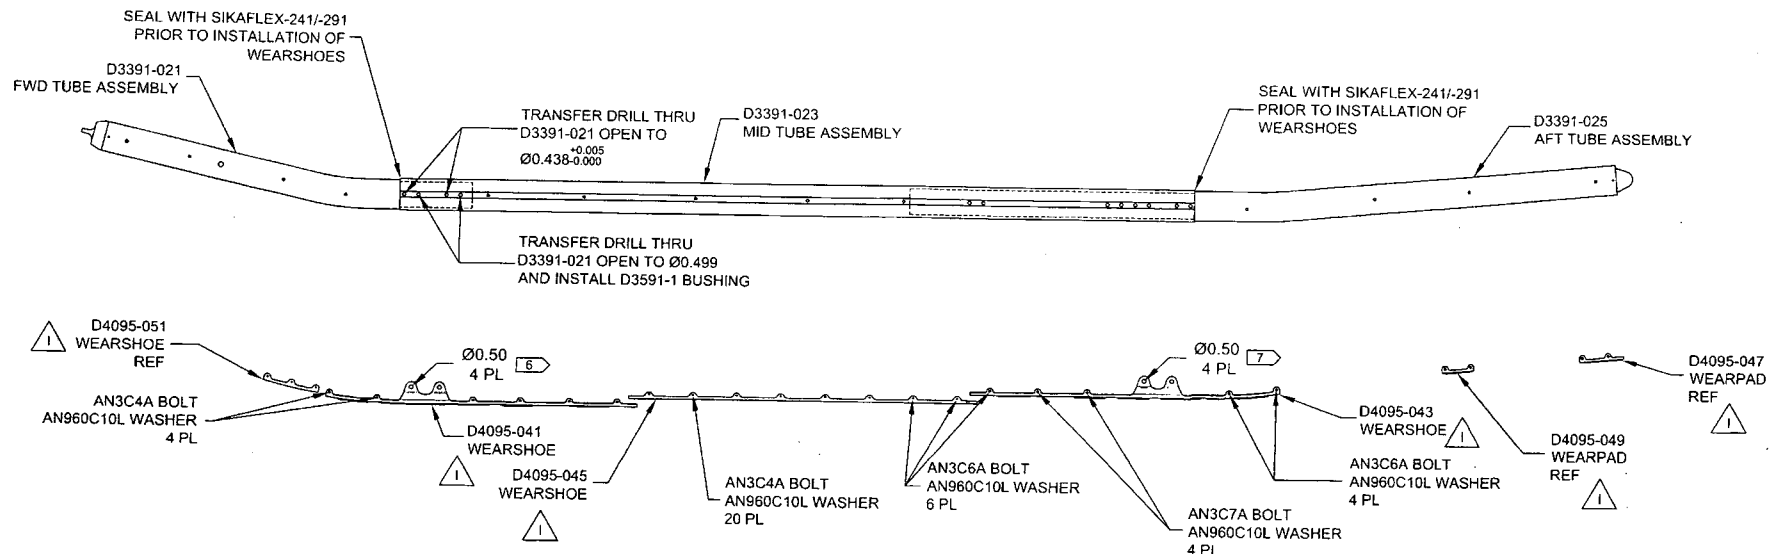 SEAL WITH SIKAFLEX-241/-291
PRIOR TO INSTALLATION OF
WEARSHOES
D3391-021
FWD TUBE ASSEMBLY
TRANSFER DRILL THRU
D3391-021 OPEN TO
Ø0.438+0.005-0.000
D3391-023
MID TUBE ASSEMBLY
SEAL WITH SIKAFLEX-241/-291
PRIOR TO INSTALLATION OF
WEARSHOES
D3391-025
AFT TUBE ASSEMBLY
TRANSFER DRILL THRU
D3391-021 OPEN TO Ø0.499
AND INSTALL D3591-1 BUSHING
1
D4095-051
WEARSHOE
REF
Ø0.50
4 PL
6
AN3C4A BOLT
AN960C10L WASHER
4 PL
D4095-041
WEARSHOE
1
D4095-045
WEARSHOE
1
AN3C4A BOLT
AN960C10L WASHER
20 PL
AN3C6A BOLT
AN960C10L WASHER
6 PL
Ø0.50
4 PL
7
AN3C7A BOLT
AN960C10L WASHER
4 PL
D4095-043
WEARSHOE
1
AN3C6A BOLT
AN960C10L WASHER
4 PL
D4095-049
WEARPAD
REF
1
D4095-047
WEARPAD
REF
1